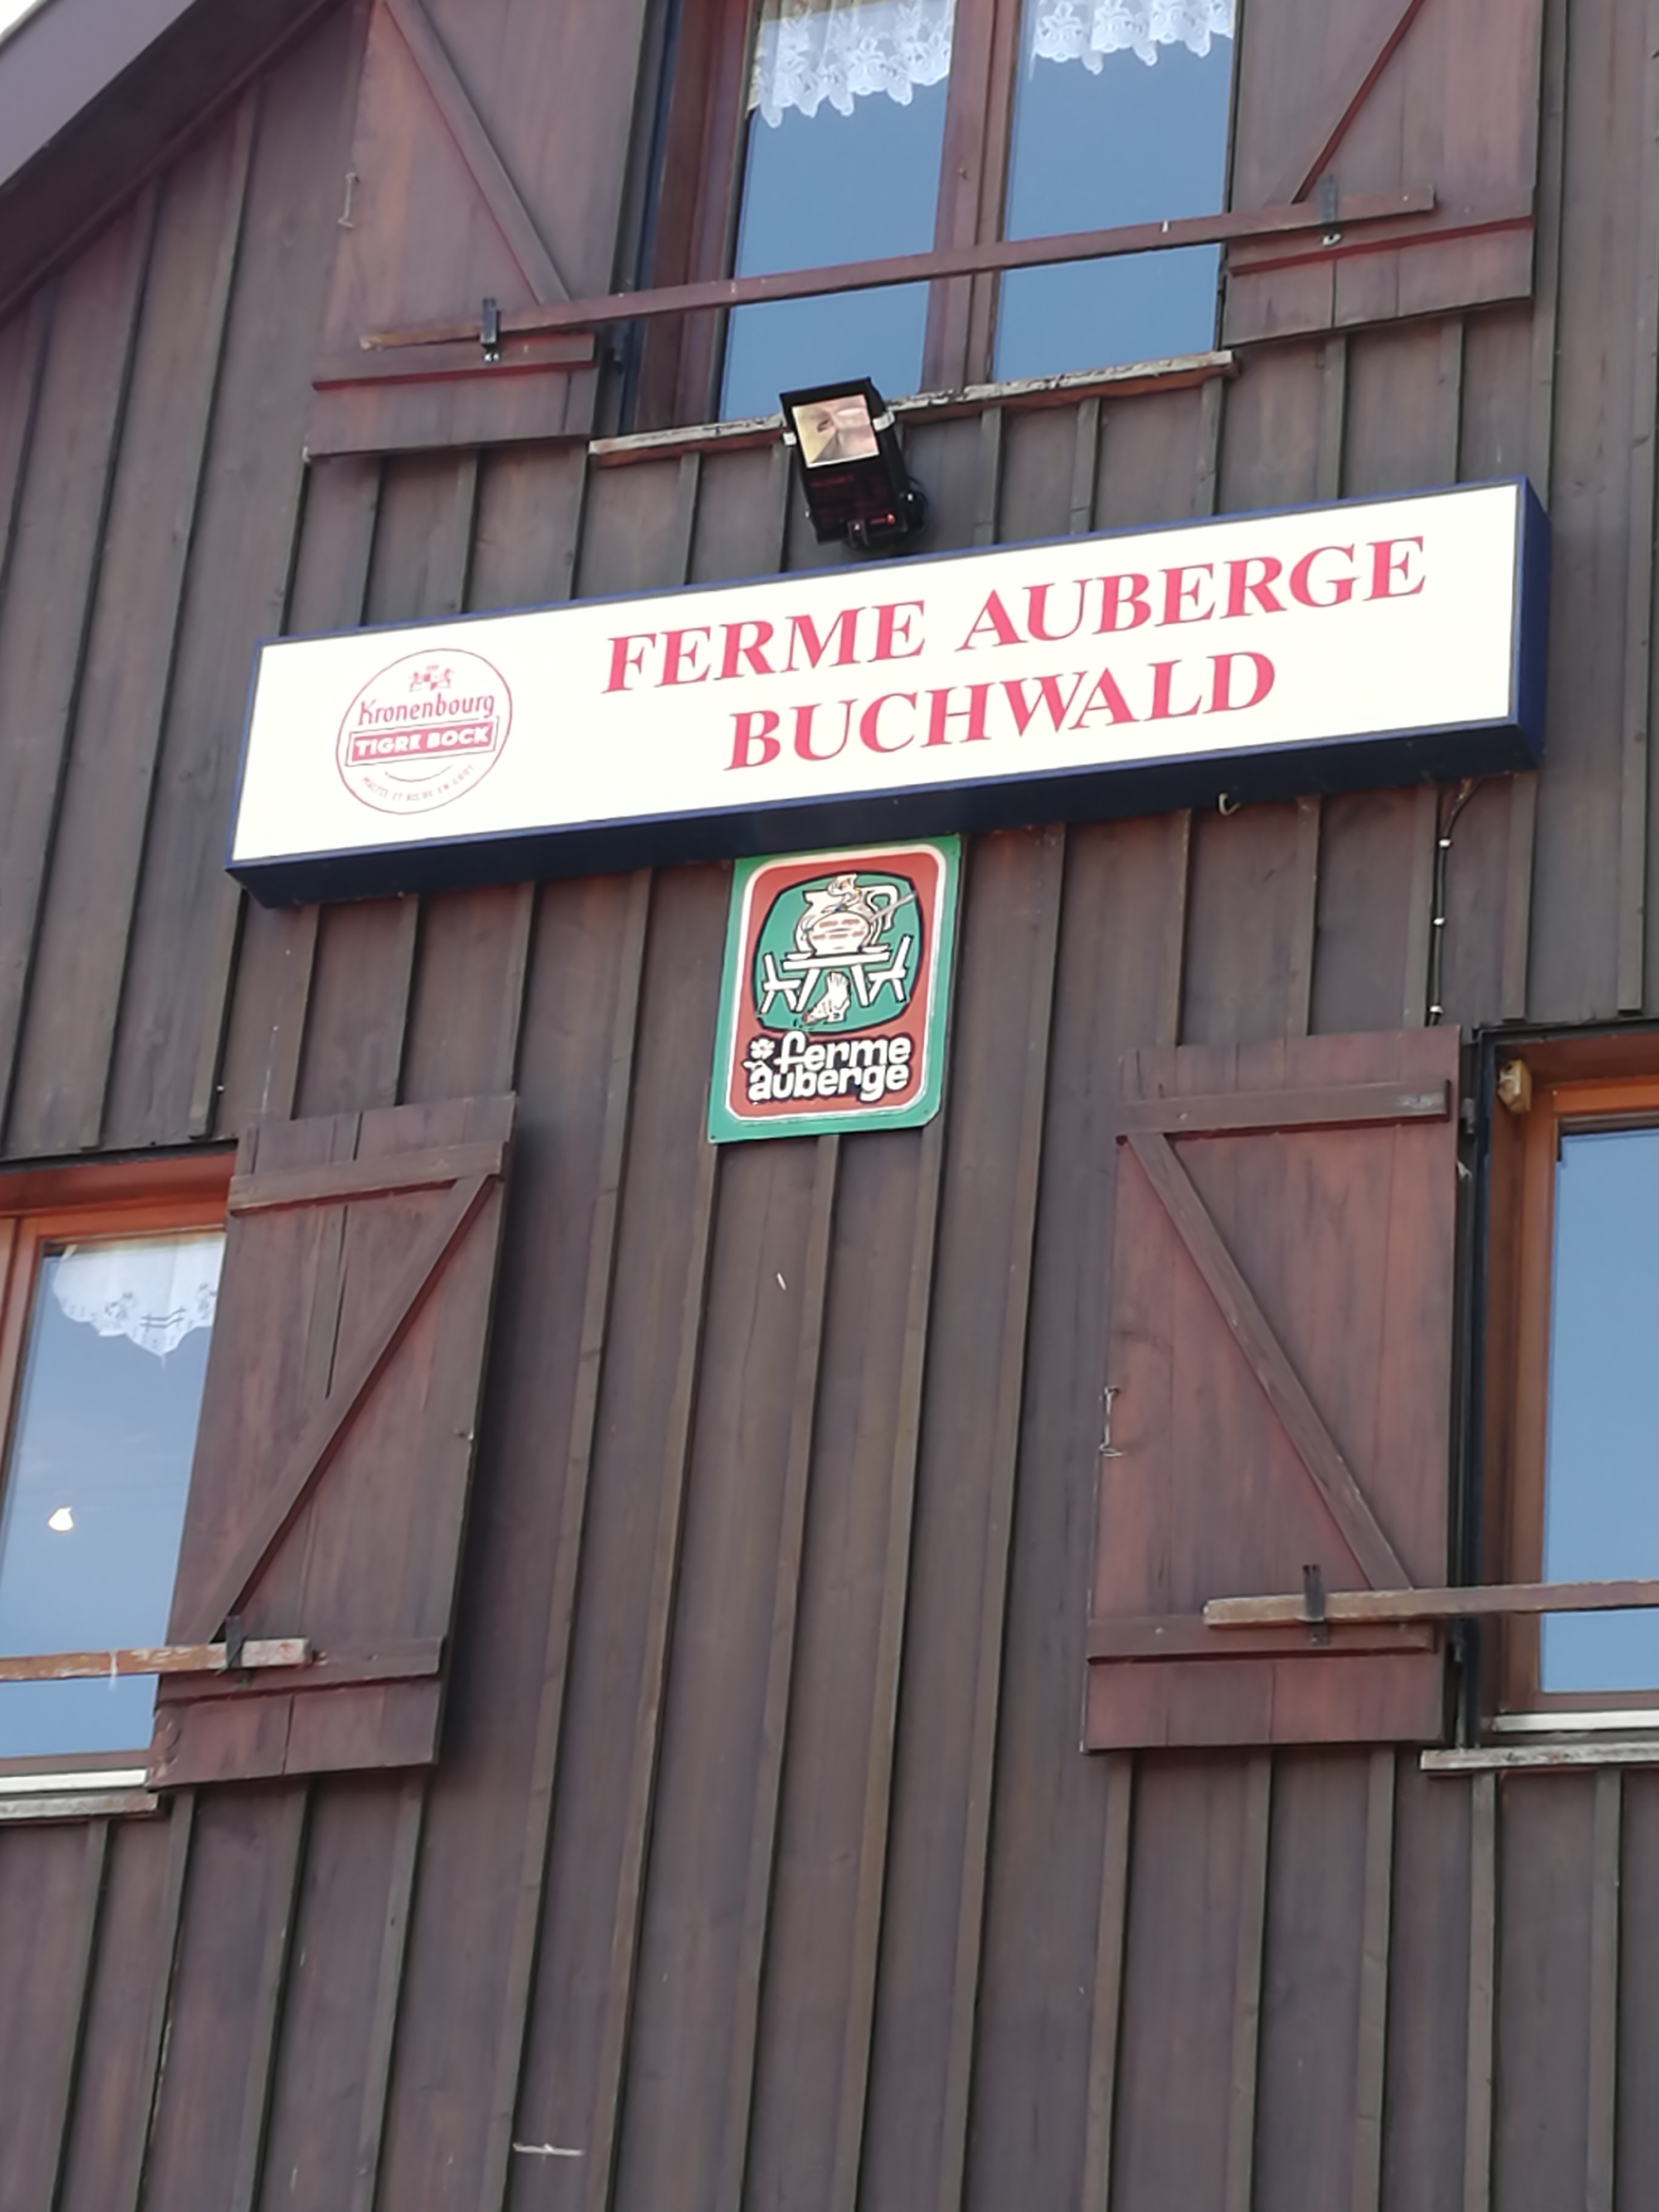 FERME AUBERGE
BUCHWALD
Kronenbourg
TIGRE BOCK
ferme
auberge